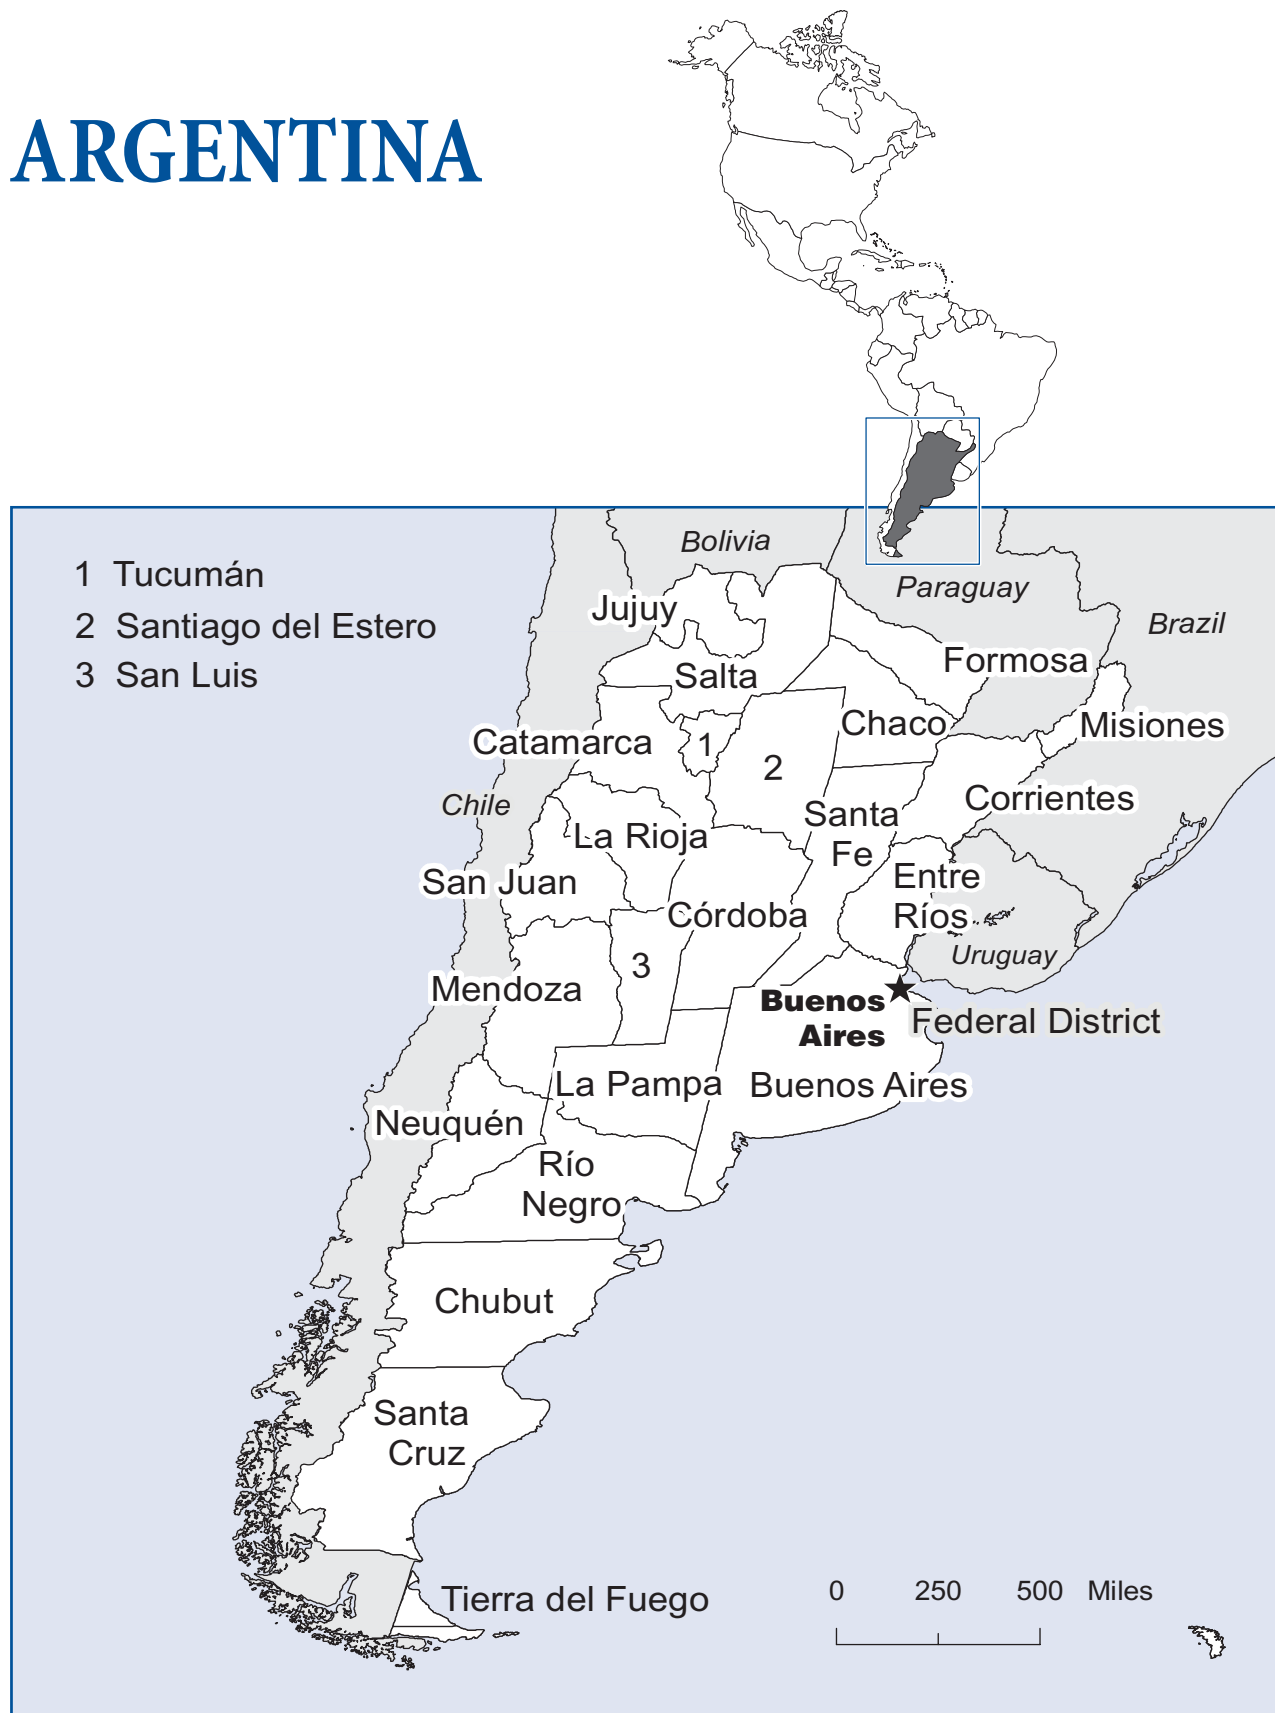 ARGENTINA
1 Tucumán
2 Santiago del Estero
3 San Luis
Bolivia
Paraguay
Brazil
Jujuy
Salta
Formosa
Chaco
Misiones
Catamarca
1
2
Corrientes
Chile
Santa
Fe
La Rioja
San Juan
Entre
Ríos
Córdoba
3
Uruguay
Mendoza
Buenos
Aires
Federal District
La Pampa
Buenos Aires
Neuquén
Río
Negro
Chubut
Santa
Cruz
Tierra del Fuego
0 250 500 Miles